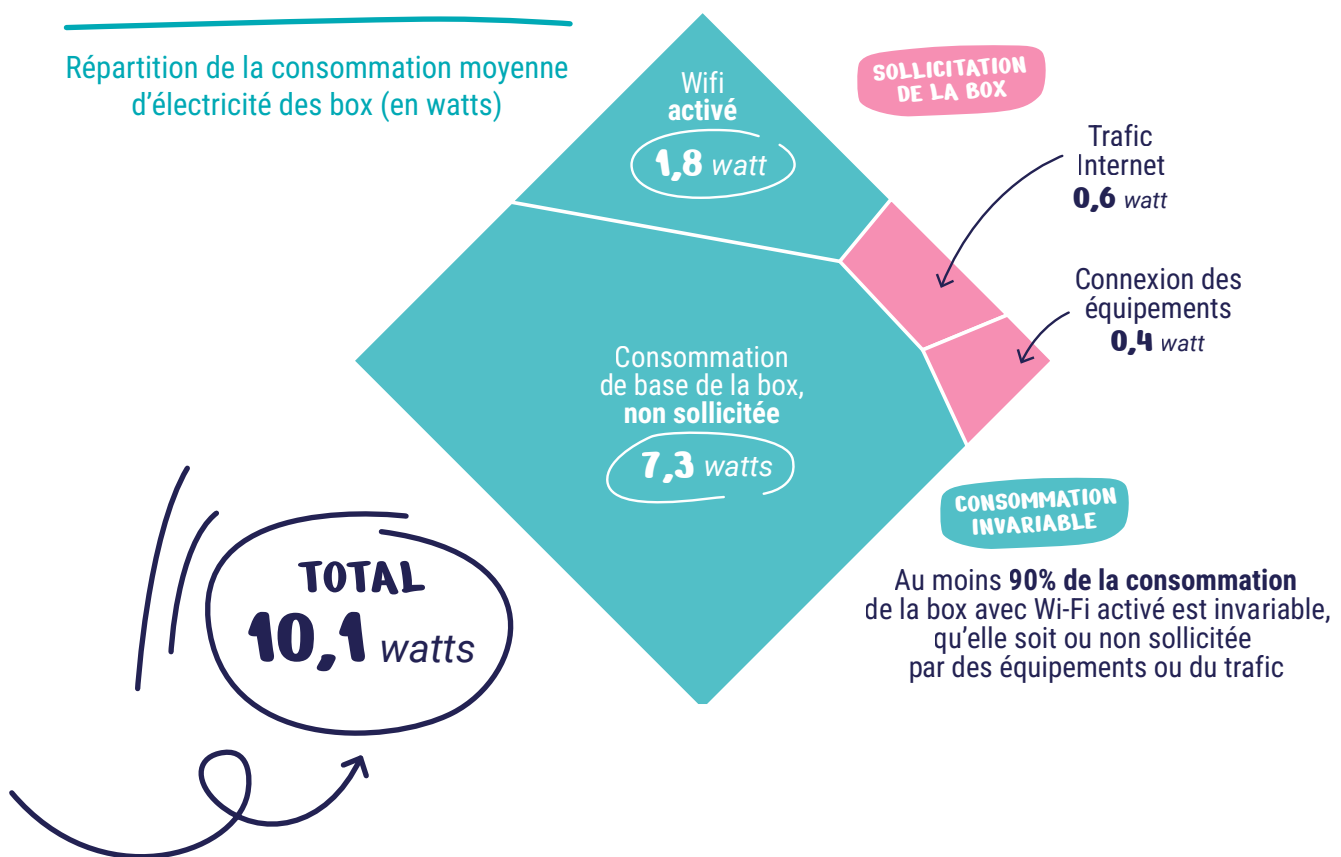 Répartition de la consommation moyenne
d'électricité des box (en watts)
Wifi
activé
1,8 watt
SOLLICITATION
DE LA BOX
Trafic
Internet
0,6 watt
Connexion des
équipements
0,4 watt
Consommation
de base de la box,
non sollicitée
7,3 watts
CONSOMMATION
INVARIABLE
Au moins 90% de la consommation
de la box avec Wi-Fi activé est invariable,
qu'elle soit ou non sollicitée
par des équipements ou du trafic
TOTAL
10,1 watts